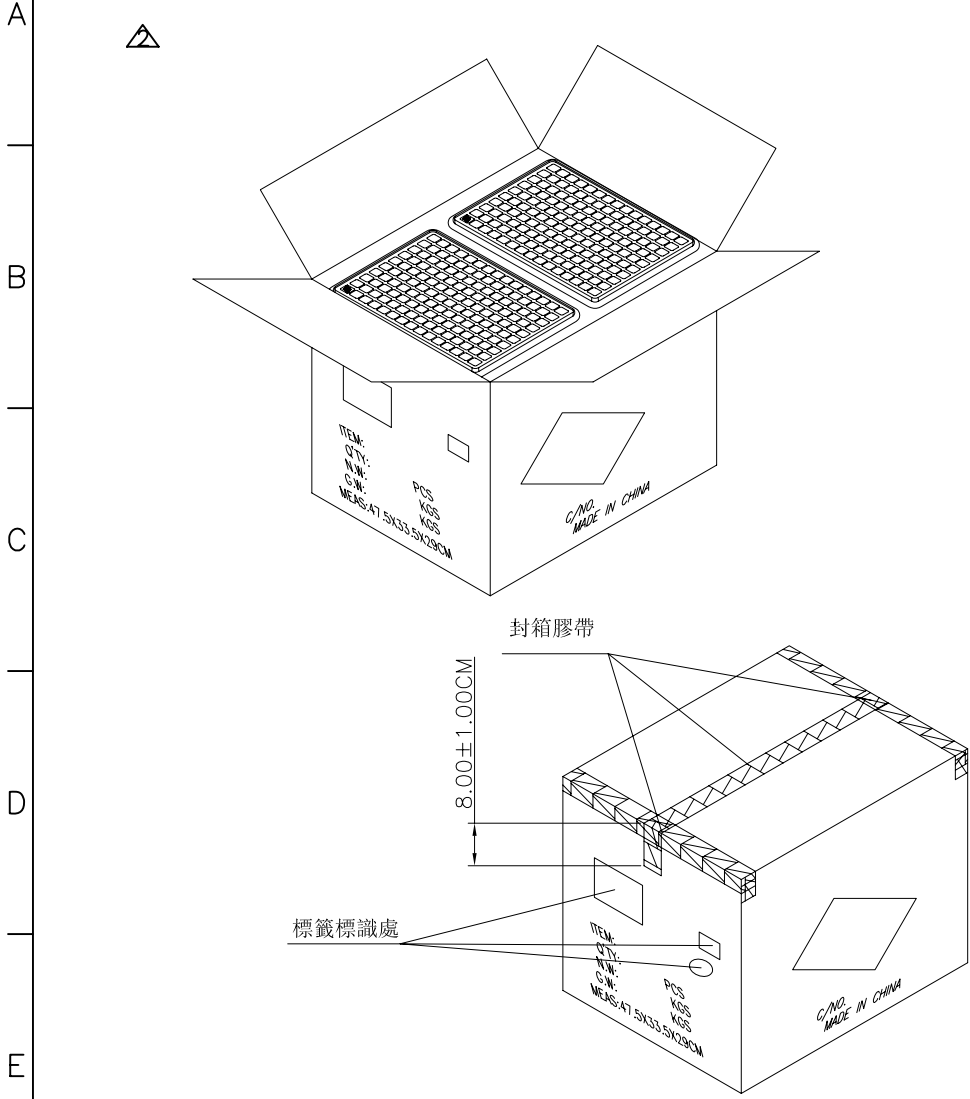 A
2
B
ITEM:
Q'TY: PCS
N.W: KGS
G.W: KGS
MEAS:47.5X33.5X29CM
C/NO.
MADE IN CHINA
C
封箱膠帶
8.00±1.00CM
D
標籤標識處
ITEM:
Q'TY: PCS
N.W: KGS
G.W: KGS
MEAS:47.5X33.5X29CM
C/NO.
MADE IN CHINA
E